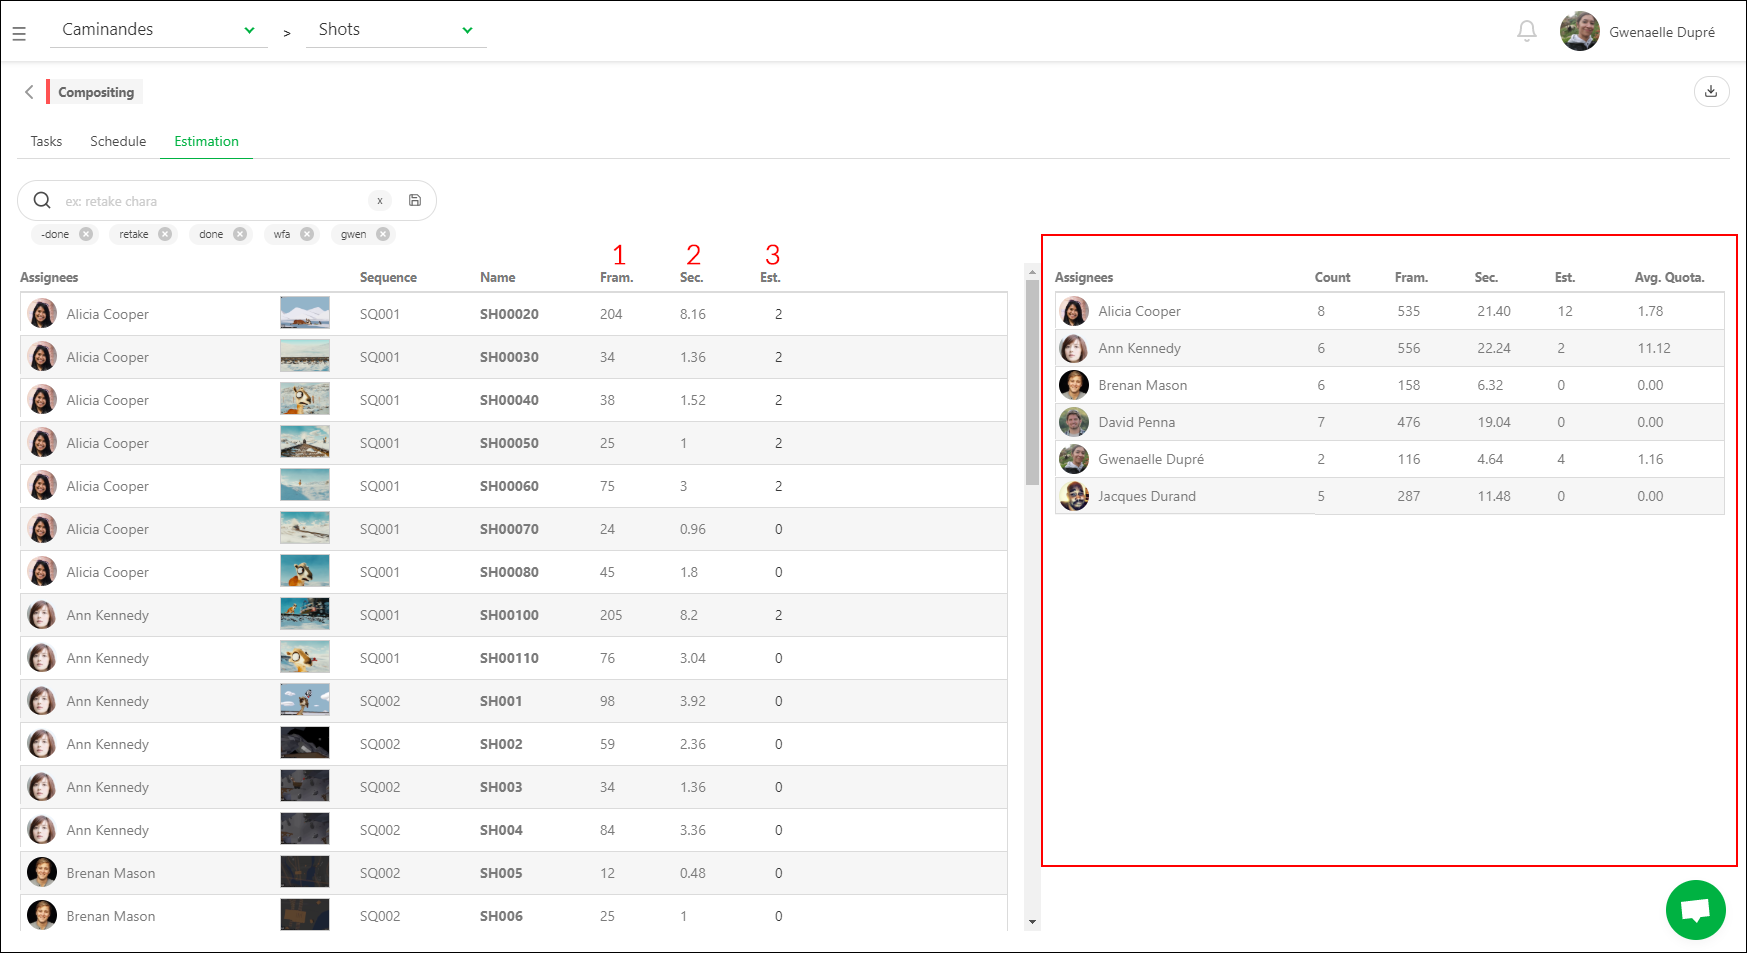 Caminandes > Shots Gwenaelle Dupré
Compositing
Tasks Schedule Estimation
ex: retake chara x
-done retake done wfa gwen
1 2 3
Assignees Sequence Name Fram. Sec. Est.
Alicia Cooper SQ001 SH00020 204 8.16 2
Alicia Cooper SQ001 SH00030 34 1.36 2
Alicia Cooper SQ001 SH00040 38 1.52 2
Alicia Cooper SQ001 SH00050 25 1 2
Alicia Cooper SQ001 SH00060 75 3 2
Alicia Cooper SQ001 SH00070 24 0.96 0
Alicia Cooper SQ001 SH00080 45 1.8 0
Ann Kennedy SQ001 SH00100 205 8.2 2
Ann Kennedy SQ001 SH00110 76 3.04 0
Ann Kennedy SQ002 SH001 98 3.92 0
Ann Kennedy SQ002 SH002 59 2.36 0
Ann Kennedy SQ002 SH003 34 1.36 0
Ann Kennedy SQ002 SH004 84 3.36 0
Brenan Mason SQ002 SH005 12 0.48 0
Brenan Mason SQ002 SH006 25 1 0
Assignees Count Fram. Sec. Est. Avg. Quota.
Alicia Cooper 8 535 21.40 12 1.78
Ann Kennedy 6 556 22.24 2 11.12
Brenan Mason 6 158 6.32 0 0.00
David Penna 7 476 19.04 0 0.00
Gwenaelle Dupré 2 116 4.64 4 1.16
Jacques Durand 5 287 11.48 0 0.00